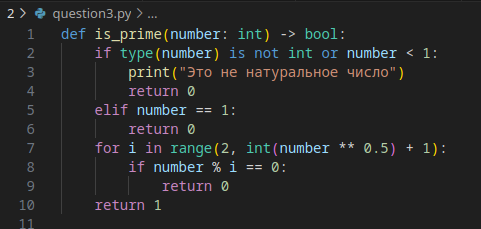 2 > question3.py > ...
1 def is_prime(number: int) -> bool:
2     if type(number) is not int or number < 1:
3         print("Это не натуральное число")
4         return 0
5     elif number == 1:
6         return 0
7     for i in range(2, int(number ** 0.5) + 1):
8         if number % i == 0:
9             return 0
10     return 1
11